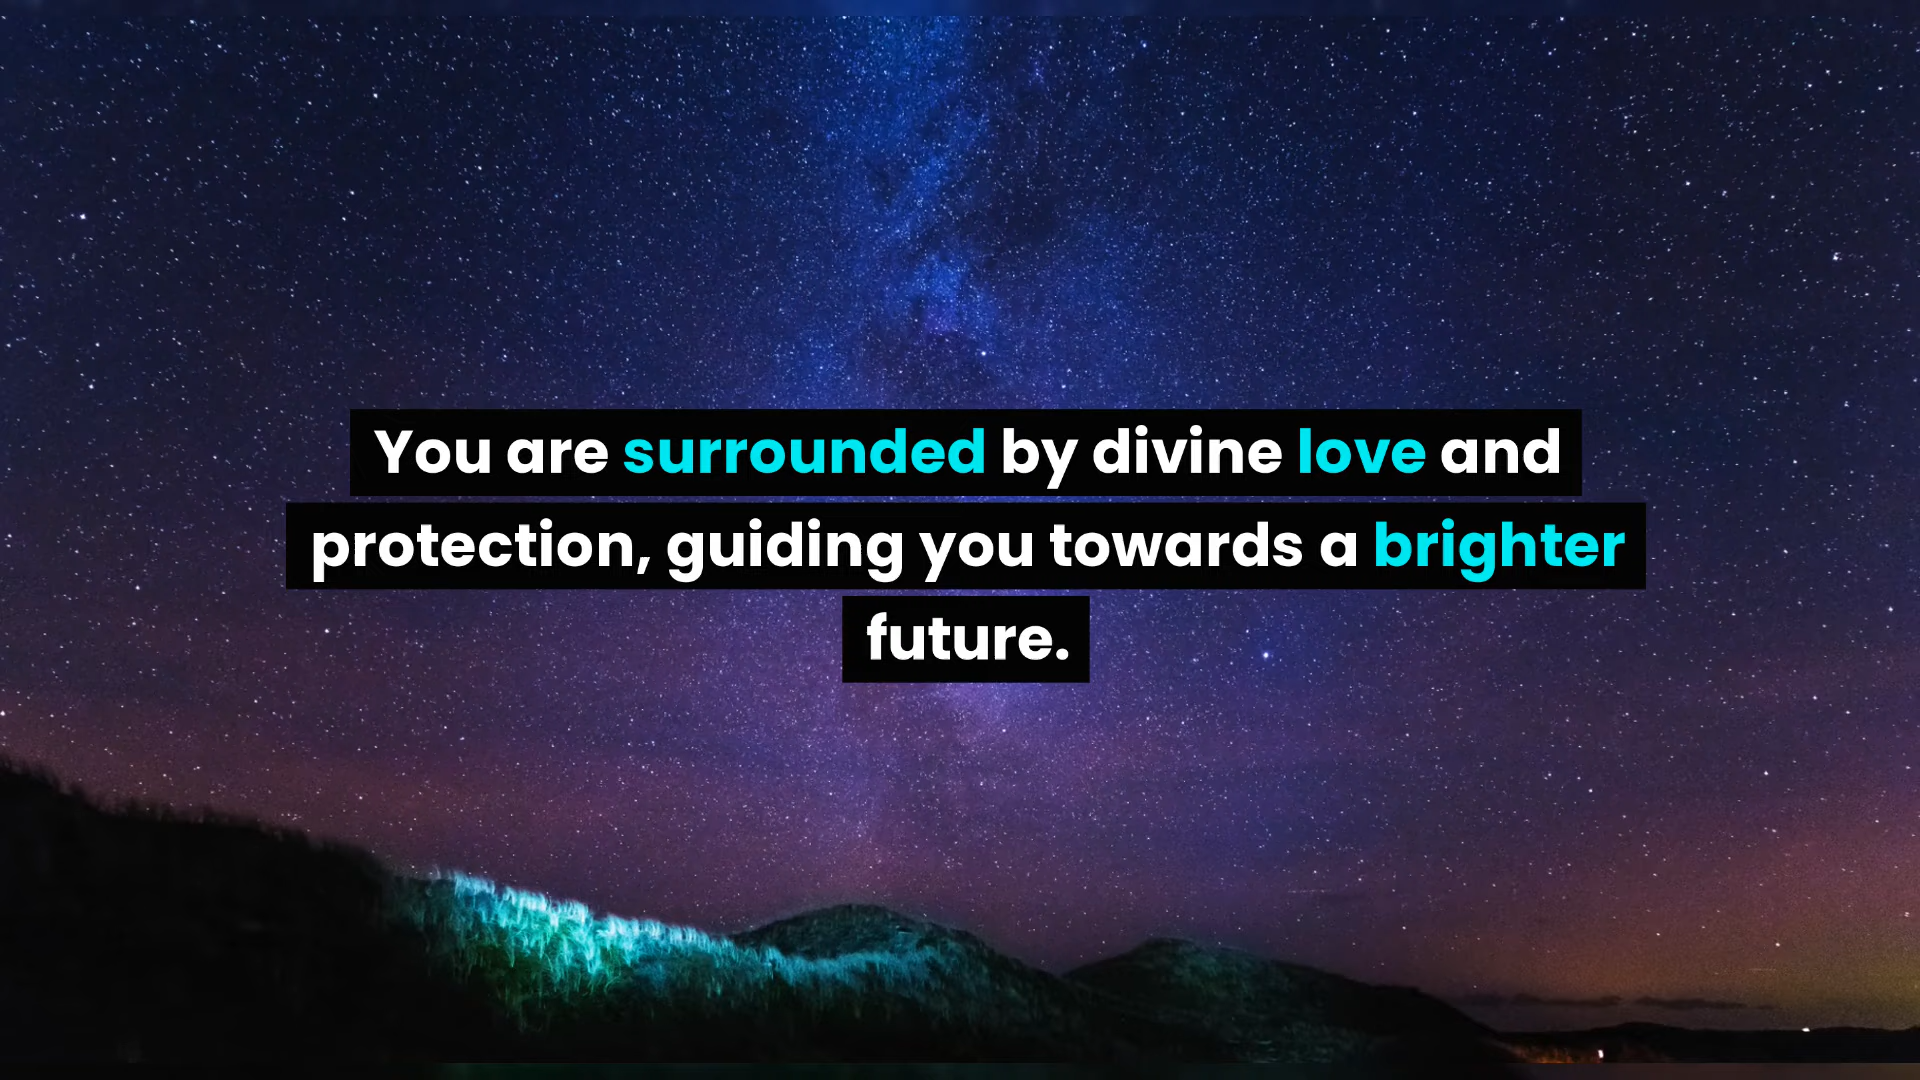 You are surrounded by divine love and
protection, guiding you towards a brighter
future.